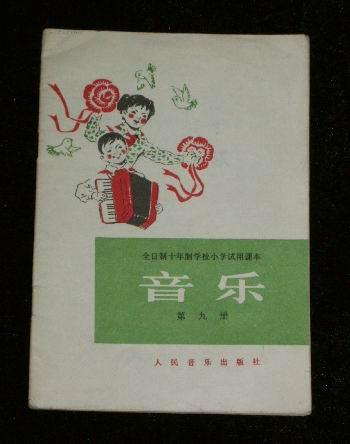 全日制十年制学校小学试用课本
音乐
第九册
人民音乐出版社